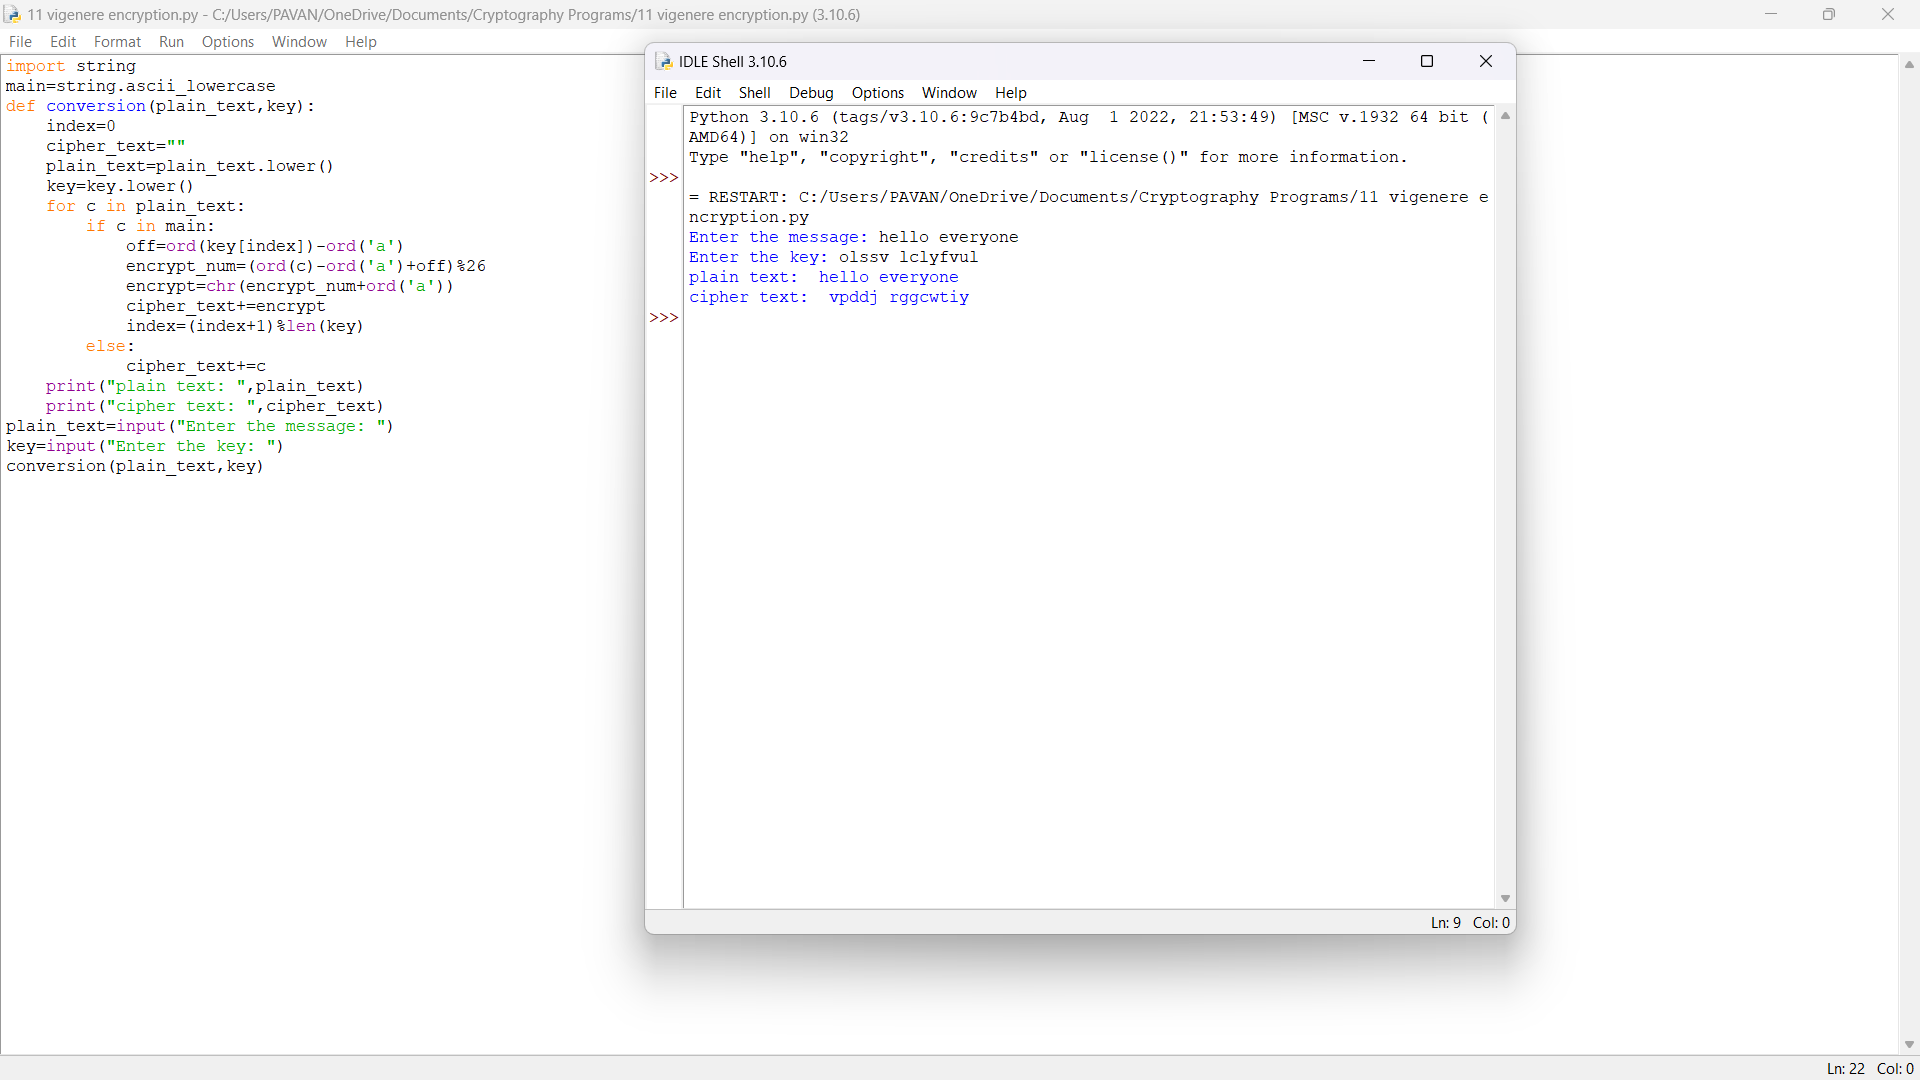 11 vigenere encryption.py - C:/Users/PAVAN/OneDrive/Documents/Cryptography Programs/11 vigenere encryption.py (3.10.6)
File Edit Format Run Options Window Help
import string
main=string.ascii_lowercase
def conversion(plain_text,key):
    index=0
    cipher_text=""
    plain_text=plain_text.lower()
    key=key.lower()
    for c in plain_text:
        if c in main:
            off=ord(key[index])-ord('a')
            encrypt_num=(ord(c)-ord('a')+off)%26
            encrypt=chr(encrypt_num+ord('a'))
            cipher_text+=encrypt
            index=(index+1)%len(key)
        else:
            cipher_text+=c
    print("plain text: ",plain_text)
    print("cipher text: ",cipher_text)
plain_text=input("Enter the message: ")
key=input("Enter the key: ")
conversion(plain_text,key)
IDLE Shell 3.10.6
File Edit Shell Debug Options Window Help
Python 3.10.6 (tags/v3.10.6:9c7b4bd, Aug  1 2022, 21:53:49) [MSC v.1932 64 bit (
AMD64)] on win32
Type "help", "copyright", "credits" or "license()" for more information.
>>>
= RESTART: C:/Users/PAVAN/OneDrive/Documents/Cryptography Programs/11 vigenere e
ncryption.py
Enter the message: hello everyone
Enter the key: olssv lclyfvul
plain text:  hello everyone
cipher text:  vpddj rggcwtiy
>>>
Ln: 9 Col: 0
Ln: 22 Col: 0